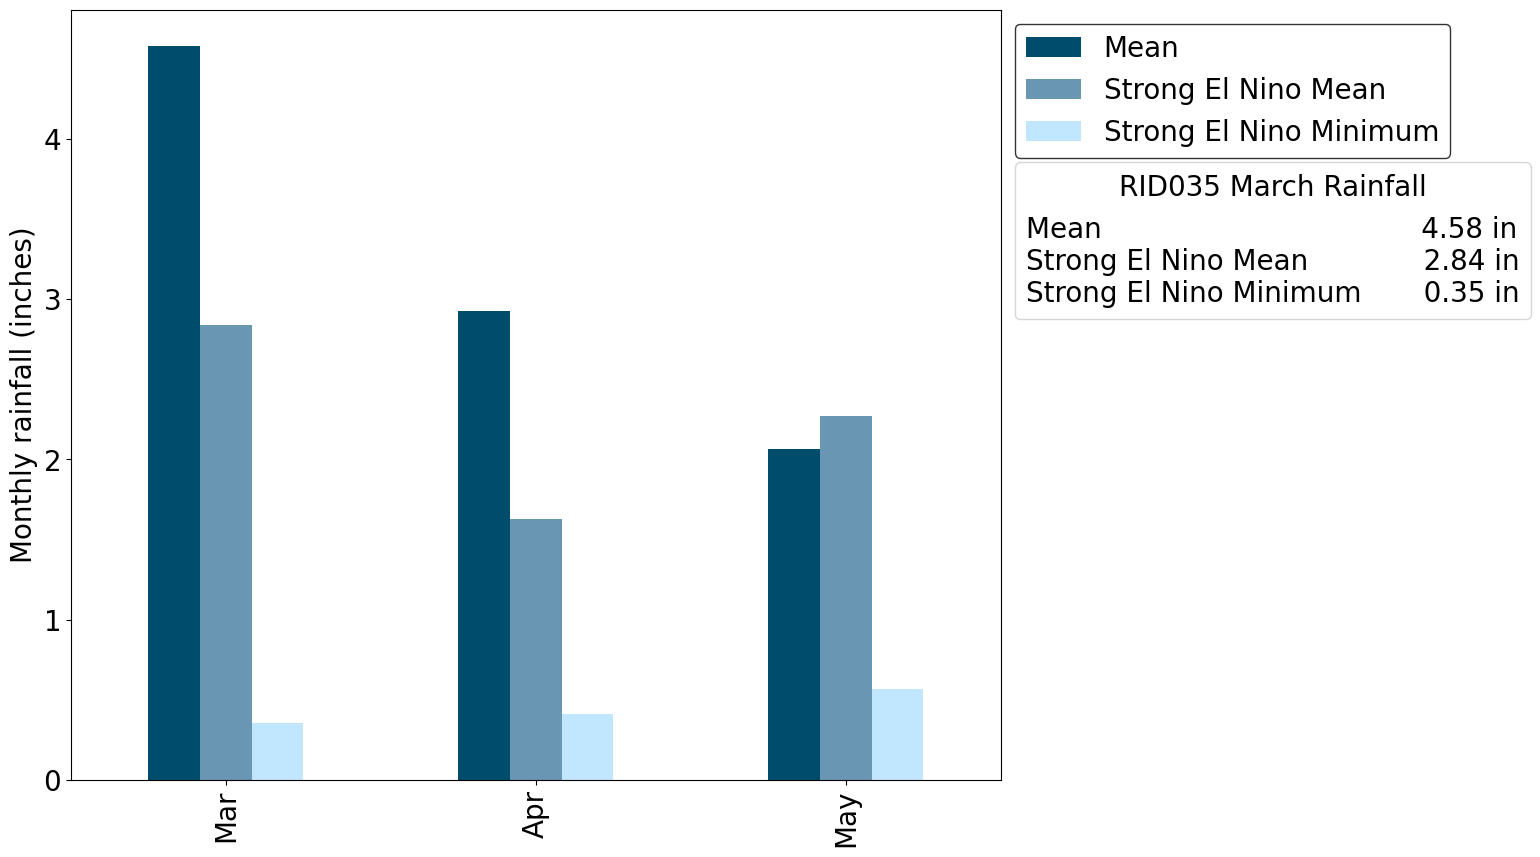 Monthly rainfall (inches)
4
3
2
1
0
Mar
Apr
May
Mean
Strong El Nino Mean
Strong El Nino Minimum
RID035 March Rainfall
Mean 4.58 in
Strong El Nino Mean 2.84 in
Strong El Nino Minimum 0.35 in